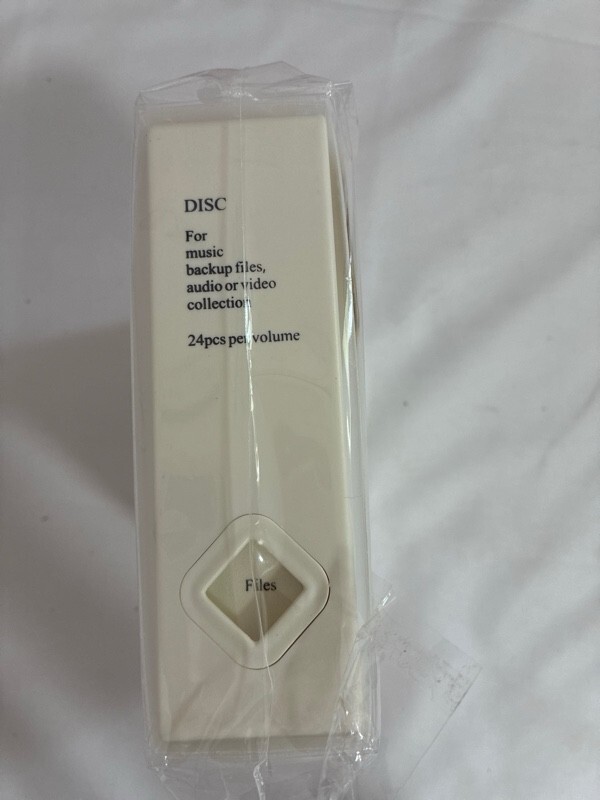 DISC
For
music
backup files,
audio or video
collection
24pcs per volume
Files